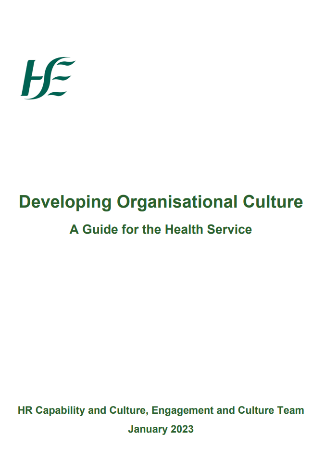 HSE
Developing Organisational Culture
A Guide for the Health Service
HR Capability and Culture, Engagement and Culture Team
January 2023